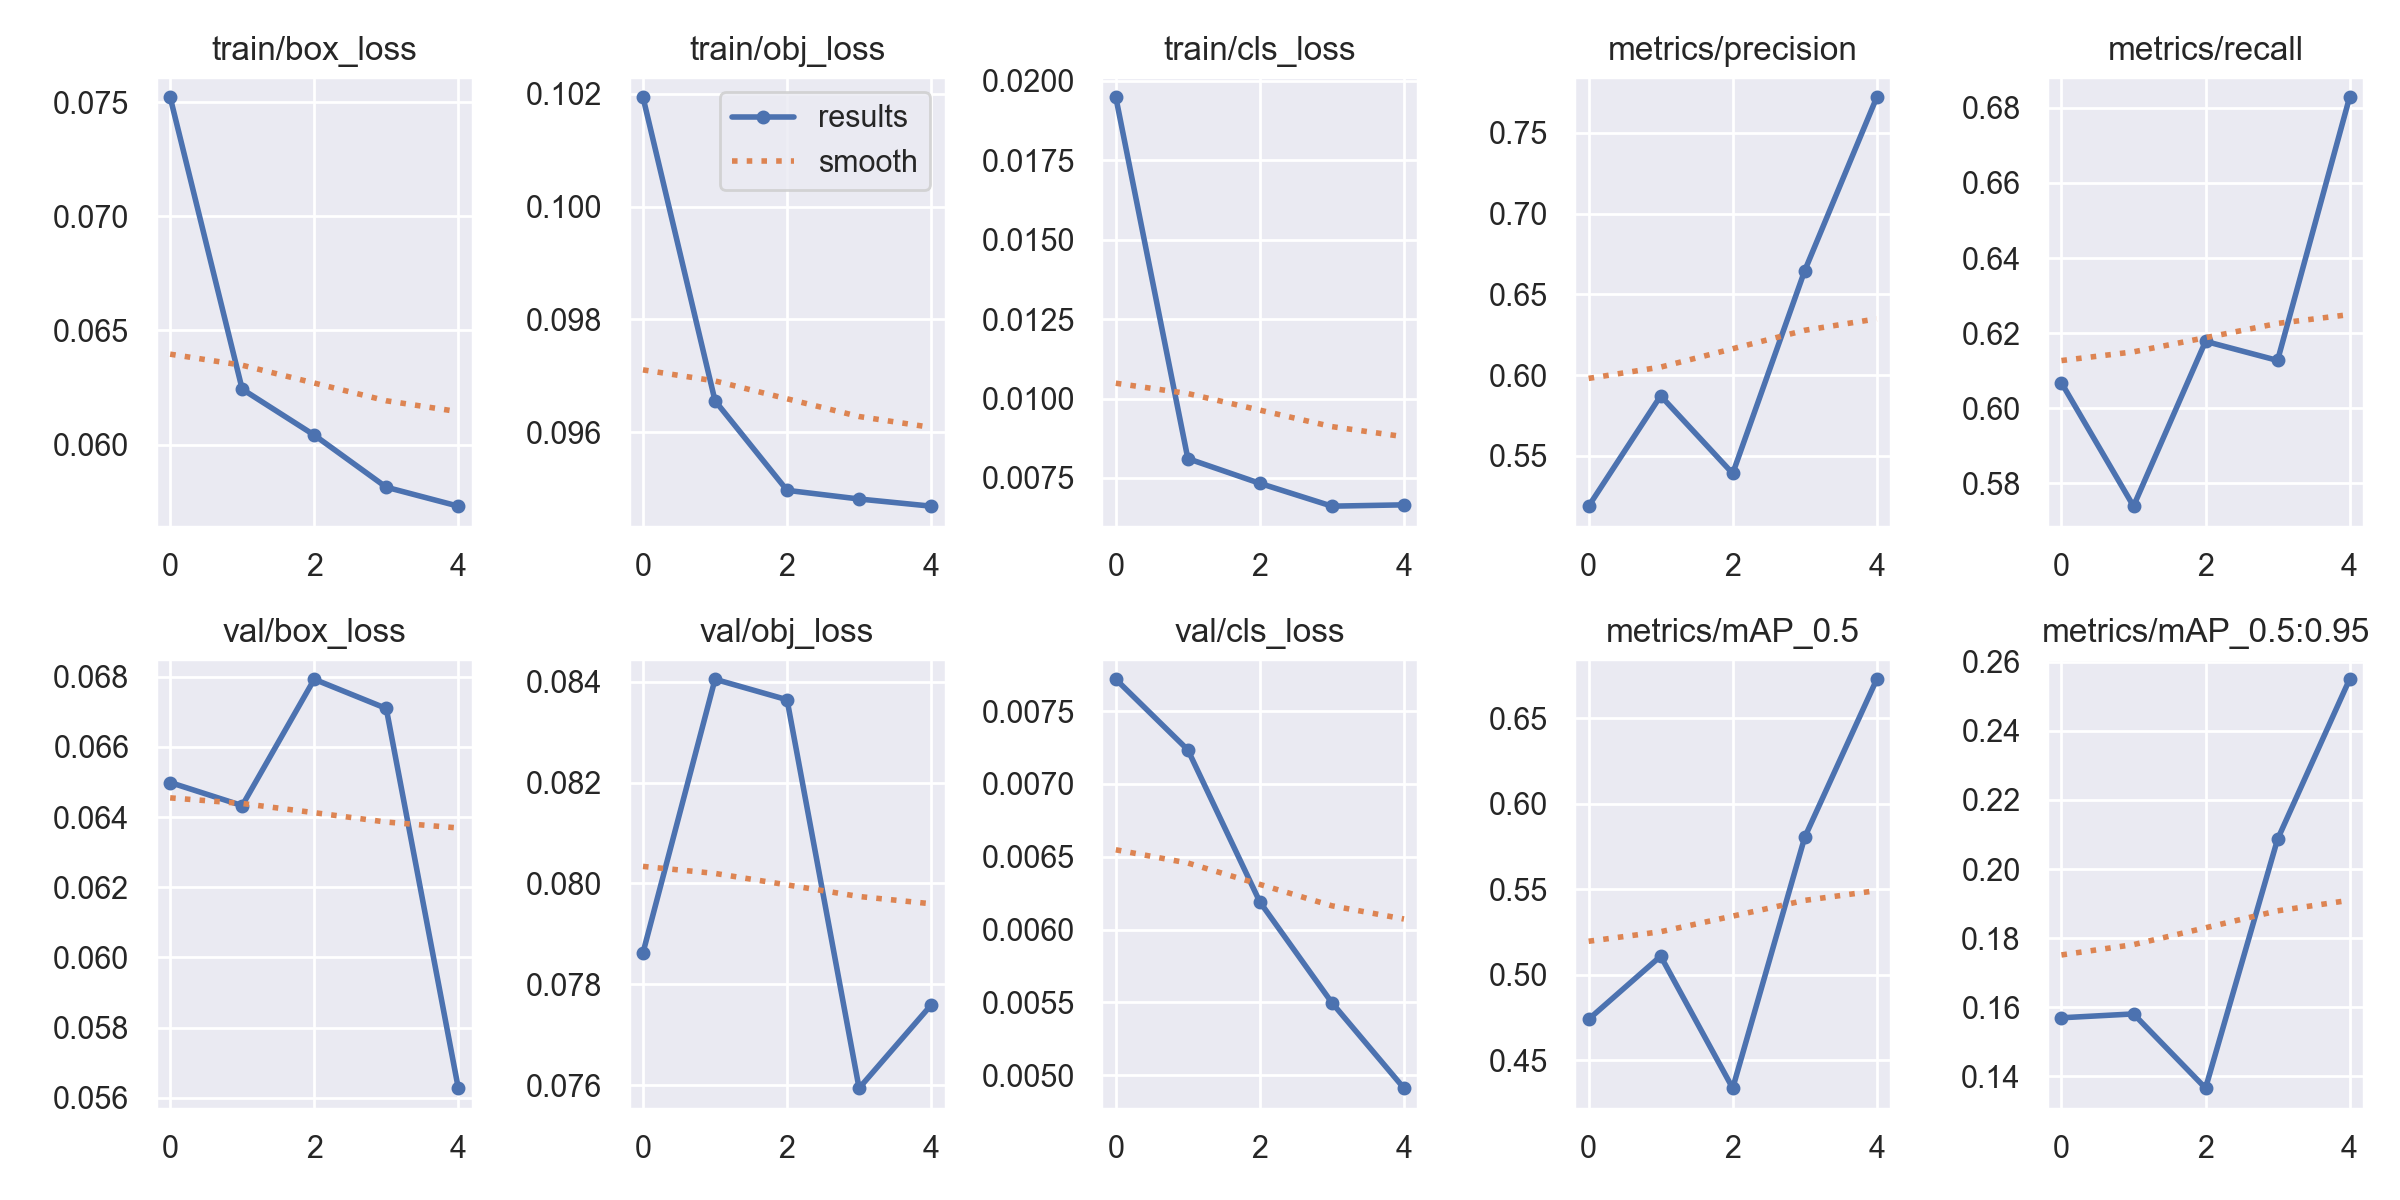 train/box_loss
train/obj_loss
train/cls_loss
metrics/precision
metrics/recall
0.075
0.070
0.065
0.060
0 2 4
0.102
0.100
0.098
0.096
results
smooth
0 2 4
0.0200
0.0175
0.0150
0.0125
0.0100
0.0075
0 2 4
0.75
0.70
0.65
0.60
0.55
0 2 4
0.68
0.66
0.64
0.62
0.60
0.58
0 2 4
val/box_loss
val/obj_loss
val/cls_loss
metrics/mAP_0.5
metrics/mAP_0.5:0.95
0.068
0.066
0.064
0.062
0.060
0.058
0.056
0 2 4
0.084
0.082
0.080
0.078
0.076
0 2 4
0.0075
0.0070
0.0065
0.0060
0.0055
0.0050
0 2 4
0.65
0.60
0.55
0.50
0.45
0 2 4
0.26
0.24
0.22
0.20
0.18
0.16
0.14
0 2 4